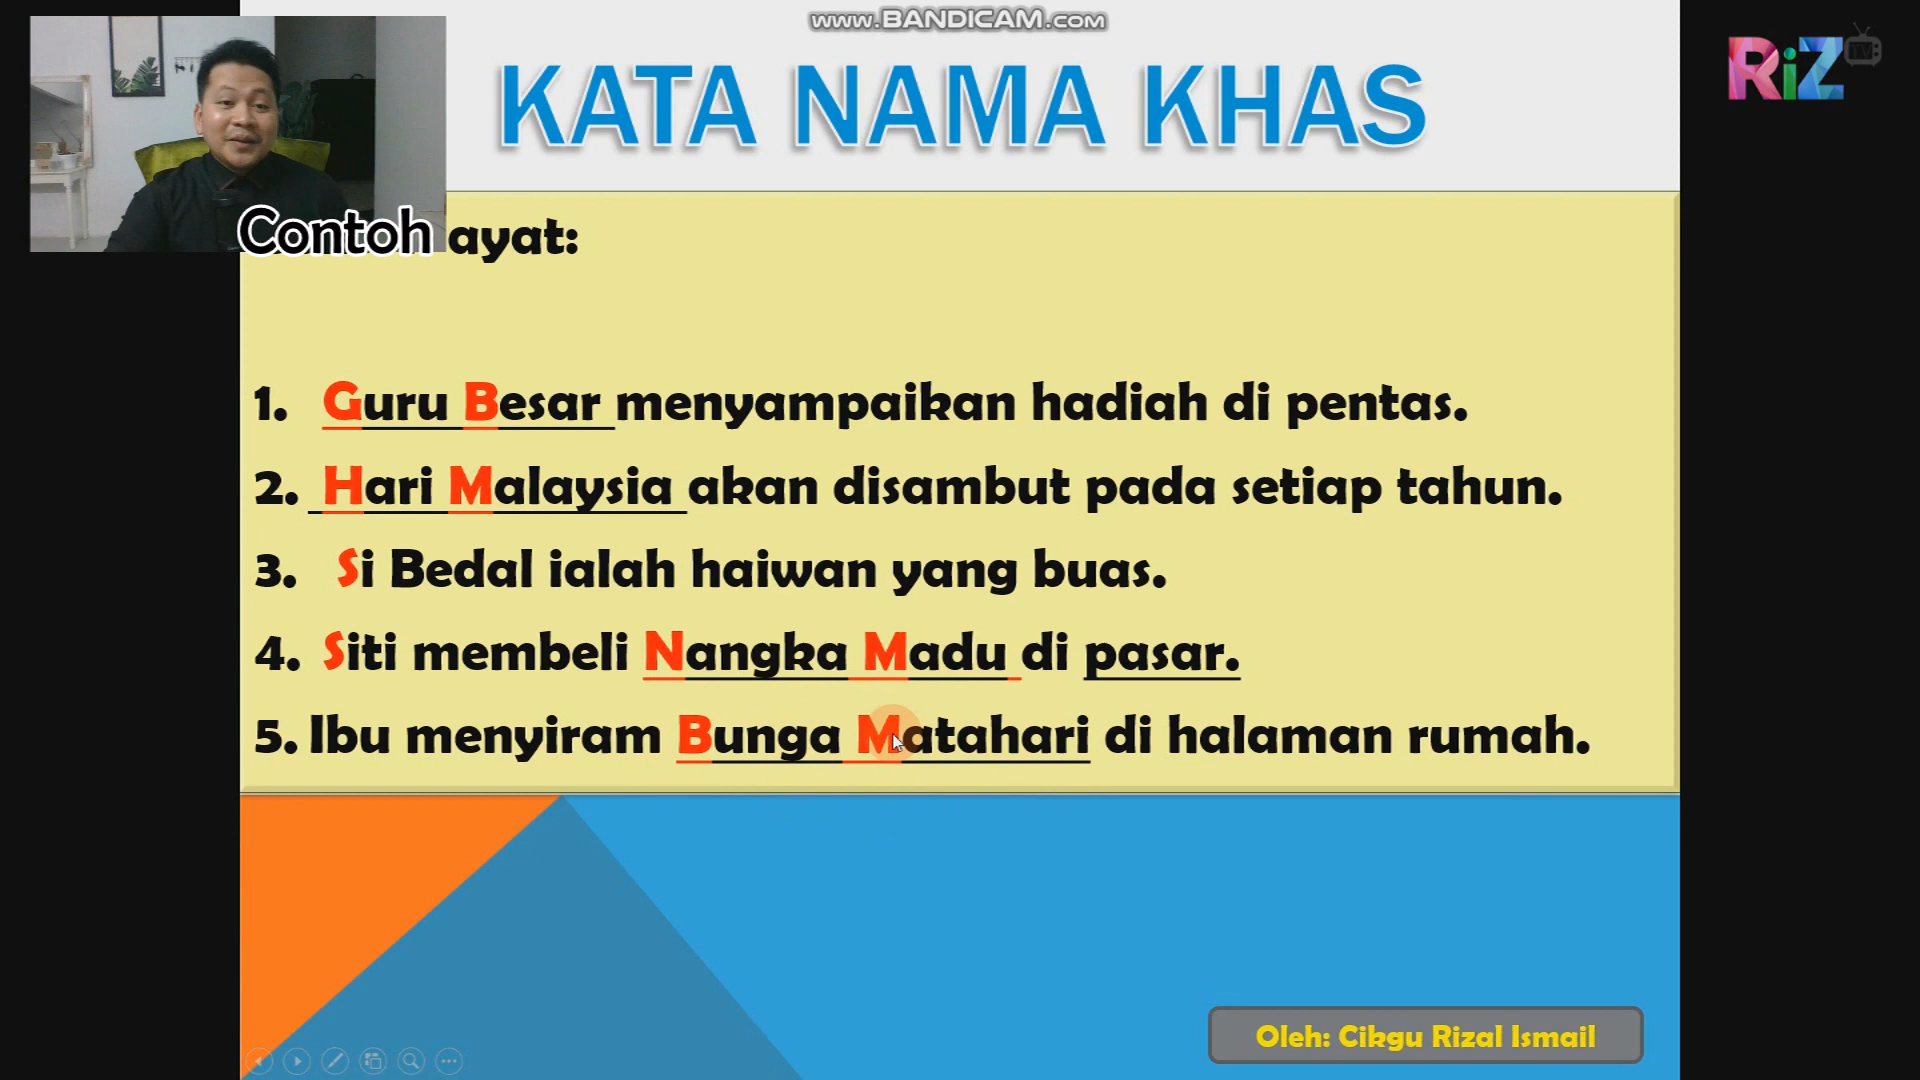 www.BANDICAM.com
RiZ TV
KATA NAMA KHAS
Contoh ayat:
1. Guru Besar menyampaikan hadiah di pentas.
2. Hari Malaysia akan disambut pada setiap tahun.
3. Si Bedal ialah haiwan yang buas.
4. Siti membeli Nangka Madu di pasar.
5. Ibu menyiram Bunga Matahari di halaman rumah.
Oleh: Cikgu Rizal Ismail